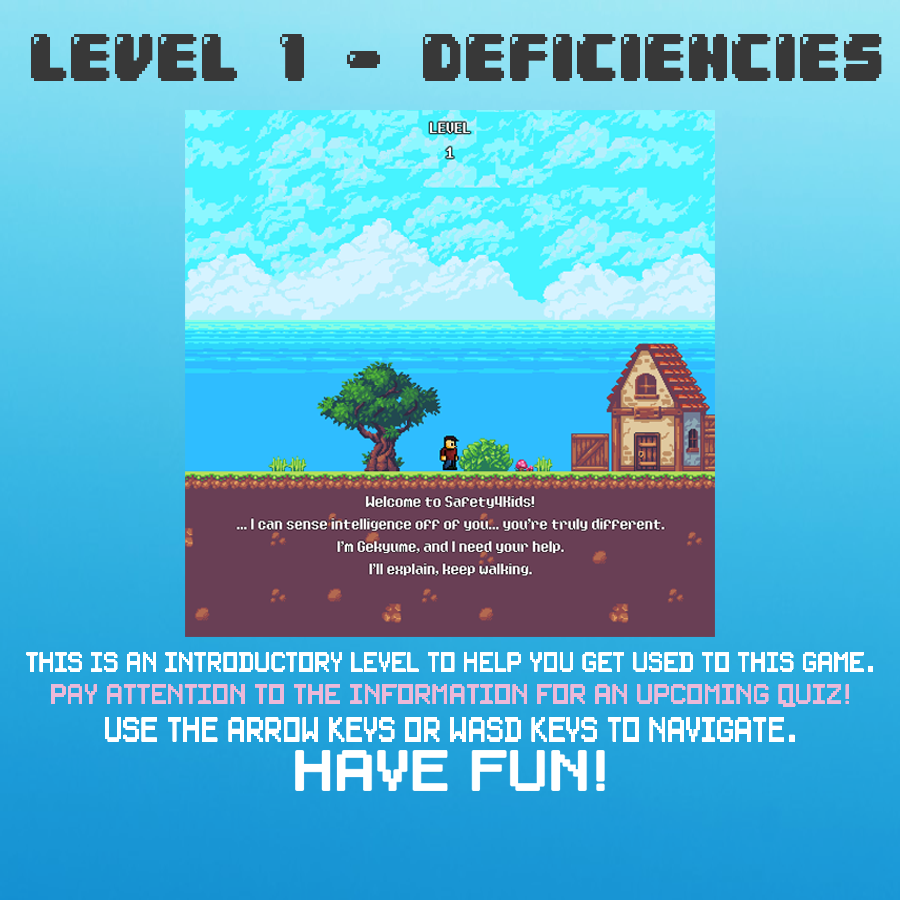 LEVEL 1 - DEFICIENCIES
LEVEL
1
Welcome to Safety4Kids!
... I can sense intelligence off of you... you're truly different.
I'm Gekyume, and I need your help.
I'll explain, keep walking.
THIS IS AN INTRODUCTORY LEVEL TO HELP YOU GET USED TO THIS GAME.
PAY ATTENTION TO THE INFORMATION FOR AN UPCOMING QUIZ!
USE THE ARROW KEYS OR WASD KEYS TO NAVIGATE.
HAVE FUN!